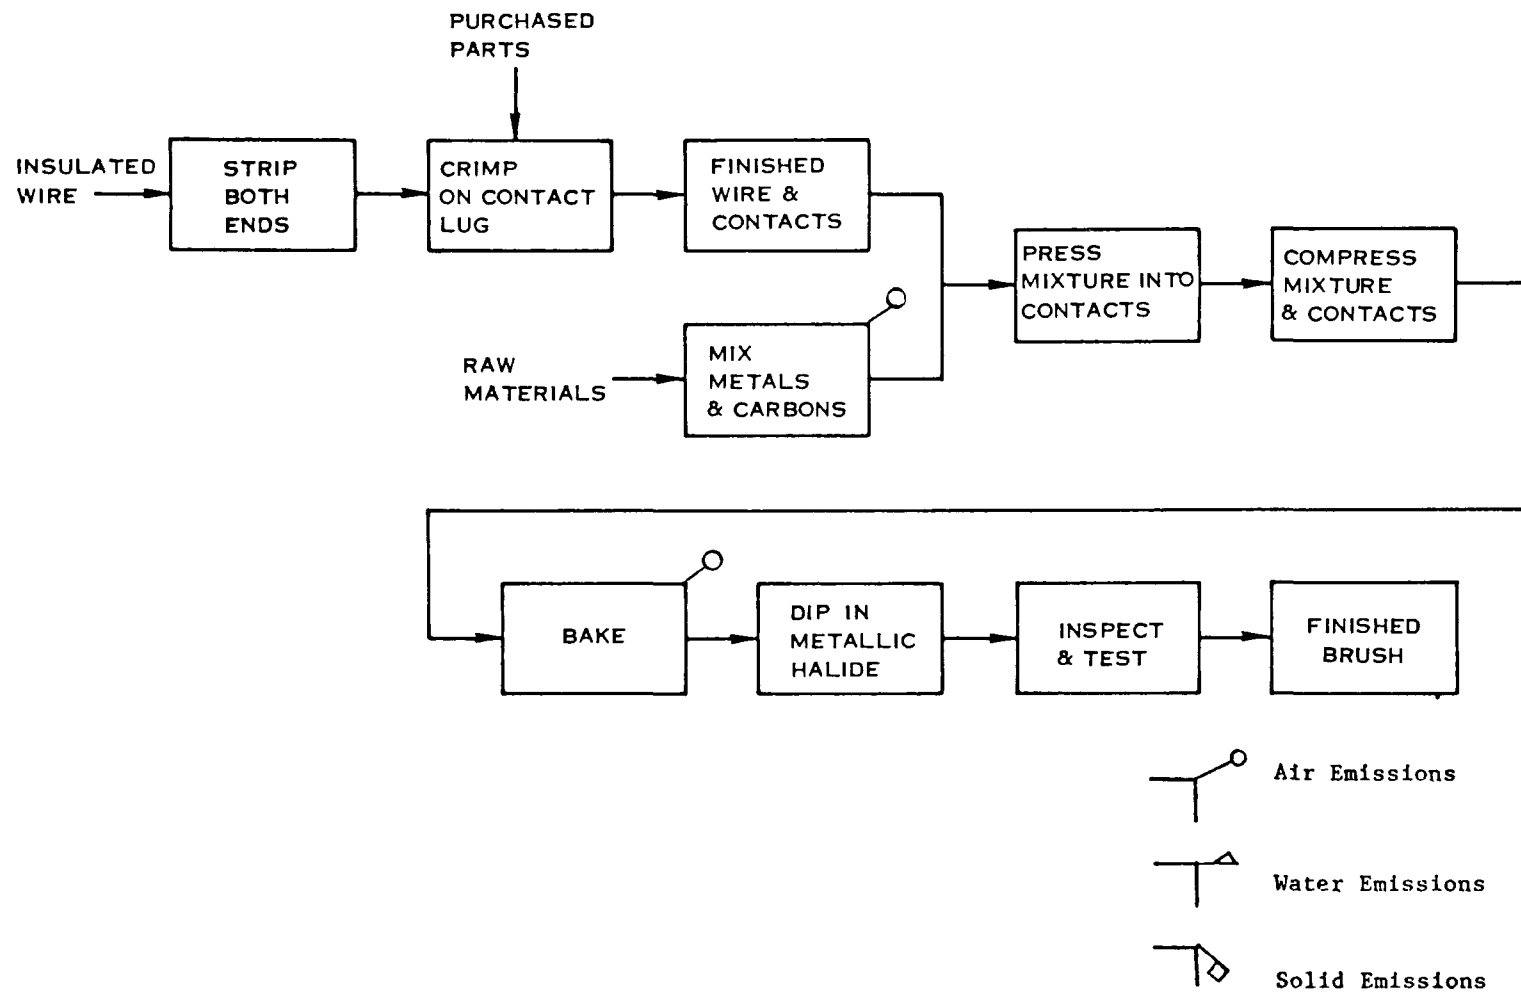 PURCHASED
PARTS
INSULATED
WIRE
STRIP
BOTH
ENDS
CRIMP
ON CONTACT
LUG
FINISHED
WIRE &
CONTACTS
RAW
MATERIALS
MIX
METALS
& CARBONS
PRESS
MIXTURE INTO
CONTACTS
COMPRESS
MIXTURE
& CONTACTS
BAKE
DIP IN
METALLIC
HALIDE
INSPECT
& TEST
FINISHED
BRUSH
Air Emissions
Water Emissions
Solid Emissions